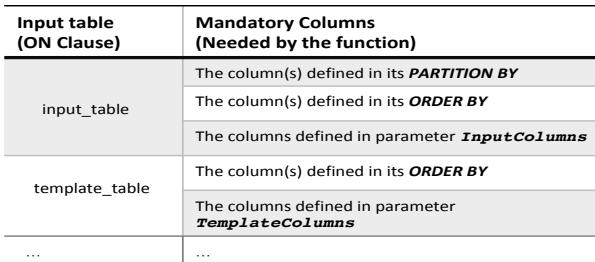 Input table
(ON Clause)
Mandatory Columns
(Needed by the function)
input_table
The column(s) defined in its PARTITION BY
The column(s) defined in its ORDER BY
The columns defined in parameter InputColumns
template_table
The column(s) defined in its ORDER BY
The columns defined in parameter
TemplateColumns
...
...